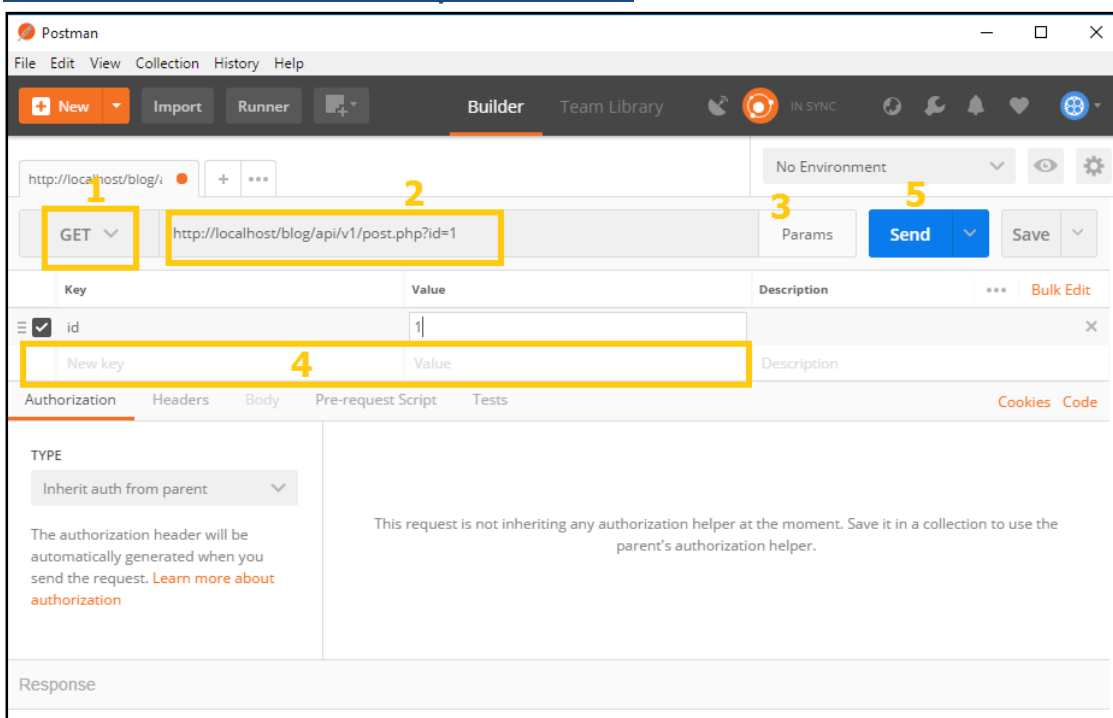 Postman
File Edit View Collection History Help
New Import Runner Builder Team Library IN SYNC
http://localhost/blog/a + ••• No Environment
1 2 3 5
GET http://localhost/blog/api/v1/post.php?id=1 Params Send Save
Key Value Description ••• Bulk Edit
id 1
New key 4 Value Description
Authorization Headers Body Pre-request Script Tests Cookies Code
TYPE
Inherit auth from parent
The authorization header will be
automatically generated when you
send the request. Learn more about
authorization
This request is not inheriting any authorization helper at the moment. Save it in a collection to use the
parent's authorization helper.
Response